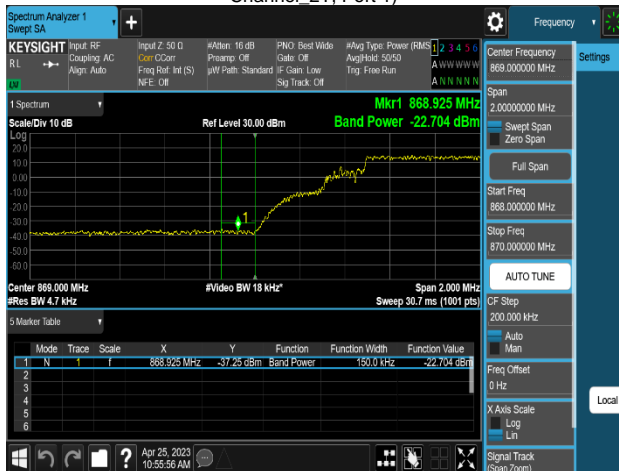 Channel_21, Port 1)
Spectrum Analyzer 1
Swept SA
Frequency
KEYSIGHT
RL
LXI
Input: RF
Coupling: AC
Align: Auto
Input Z: 50 Ω
Corr CCorr
Freq Ref: Int (S)
NFE: Off
#Atten: 16 dB
Preamp: Off
µW Path: Standard
PNO: Best Wide
Gate: Off
IF Gain: Low
Sig Track: Off
#Avg Type: Power (RMS
Avg|Hold: 50/50
Trig: Free Run
1 2 3 4 5 6
A W W W W W
A N N N N N
1 Spectrum
Scale/Div 10 dB
Ref Level 30.00 dBm
Mkr1 868.925 MHz
Band Power -22.704 dBm
Log
20.0
10.0
0.00
-10.0
-20.0
-30.0
-40.0
-50.0
-60.0
1
Center 869.000 MHz
#Video BW 18 kHz*
Span 2.000 MHz
#Res BW 4.7 kHz
Sweep 30.7 ms (1001 pts)
5 Marker Table
Mode Trace Scale X Y Function Function Width Function Value
1 N 1 f 868.925 MHz -37.25 dBm Band Power 150.0 kHz -22.704 dBm
2
3
4
5
6
Center Frequency
869.000000 MHz
Span
2.00000000 MHz
Swept Span
Zero Span
Full Span
Start Freq
868.000000 MHz
Stop Freq
870.000000 MHz
AUTO TUNE
CF Step
200.000 kHz
Auto
Man
Freq Offset
0 Hz
X Axis Scale
Log
Lin
Signal Track
(Span Zoom)
Settings
Local
?
Apr 25, 2023
10:55:56 AM